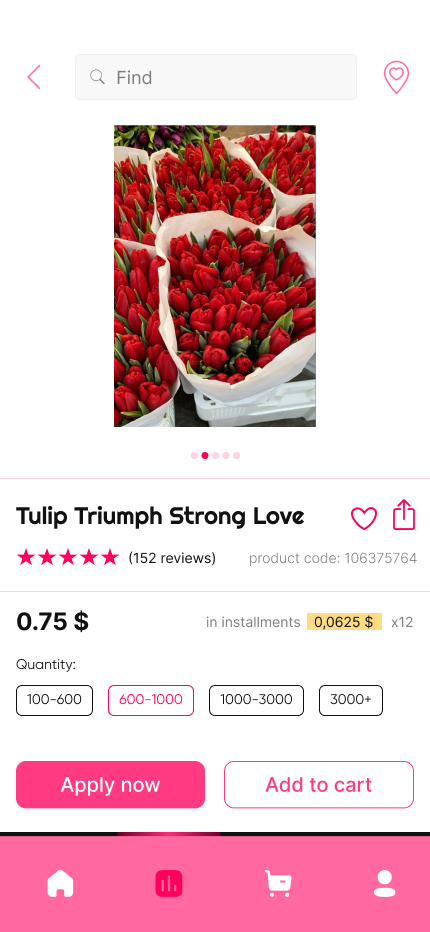 Find
Tulip Triumph Strong Love
(152 reviews) product code: 106375764
0.75 $ in installments 0,0625 $ x12
Quantity:
100-600 600-1000 1000-3000 3000+
Apply now Add to cart